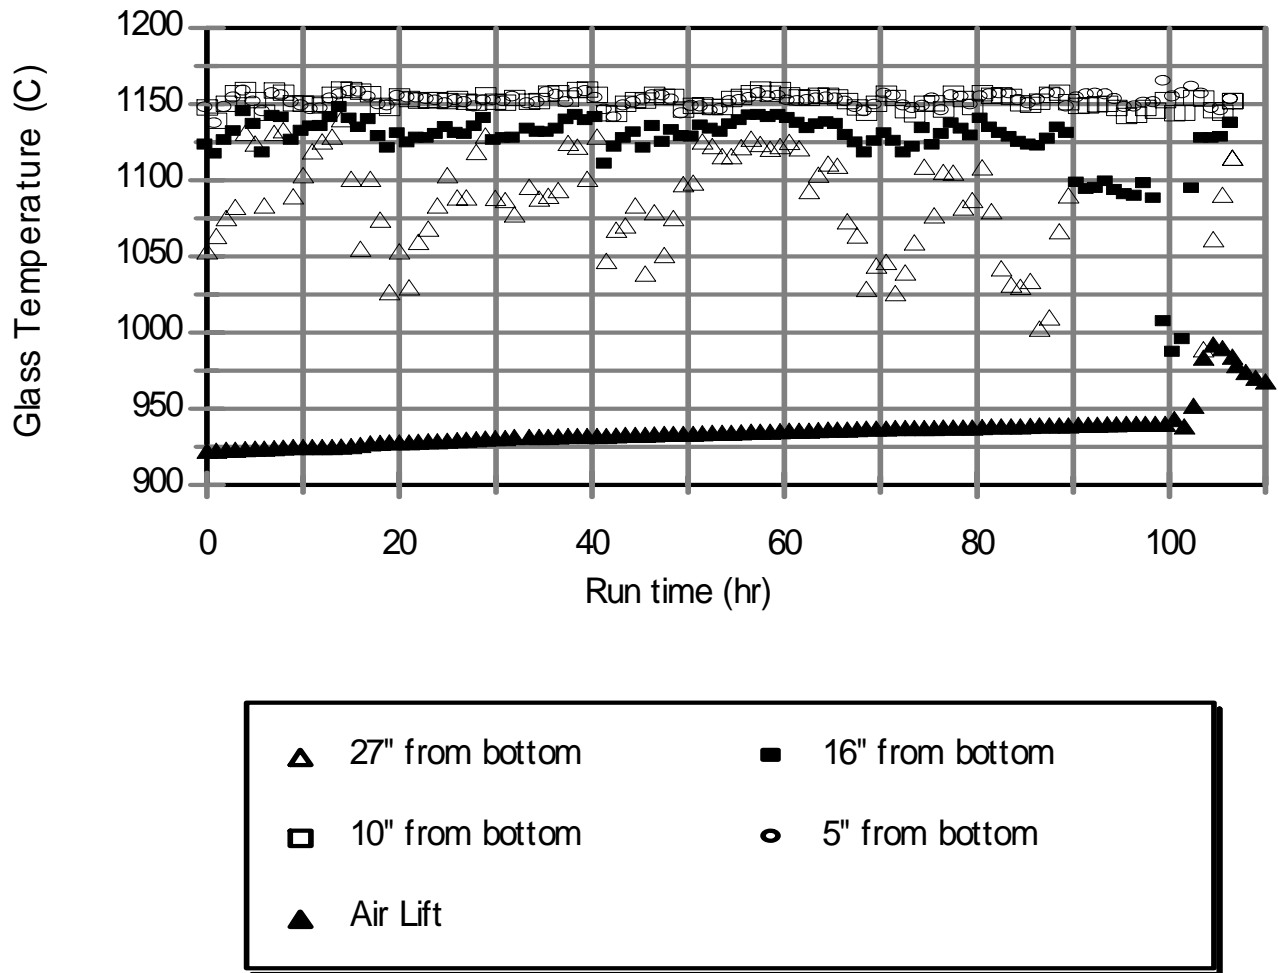 Glass Temperature (C)
1200
1150
1100
1050
1000
950
900
0 20 40 60 80 100
Run time (hr)
27" from bottom 16" from bottom
10" from bottom 5" from bottom
Air Lift